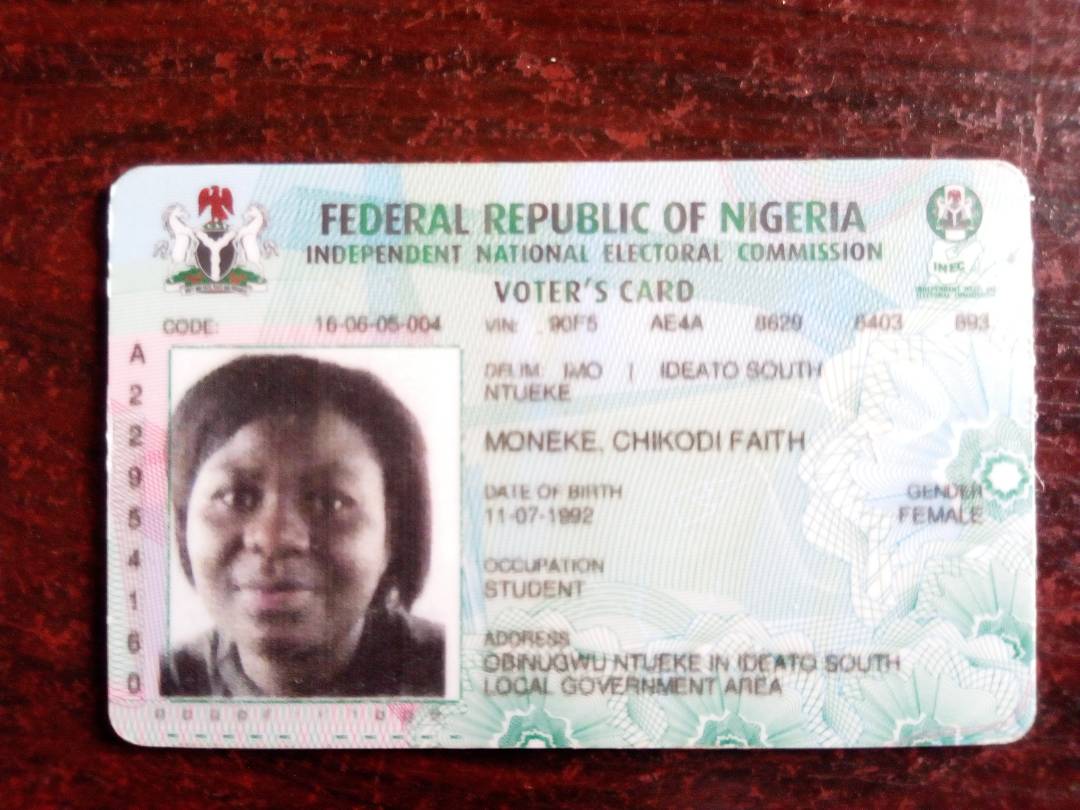 FEDERAL REPUBLIC OF NIGERIA
INDEPENDENT NATIONAL ELECTORAL COMMISSION
VOTER'S CARD
INEC
CODE: 16-06-05-004
VIN: 90F5 AE4A 8629 6403 893
DELIM: IMO | IDEATO SOUTH
NTUEKE
MONEKE, CHIKODI FAITH
DATE OF BIRTH
11-07-1992
GENDER
FEMALE
OCCUPATION
STUDENT
ADDRESS
OBINUGWU NTUEKE IN IDEATO SOUTH
LOCAL GOVERNMENT AREA
A22954160